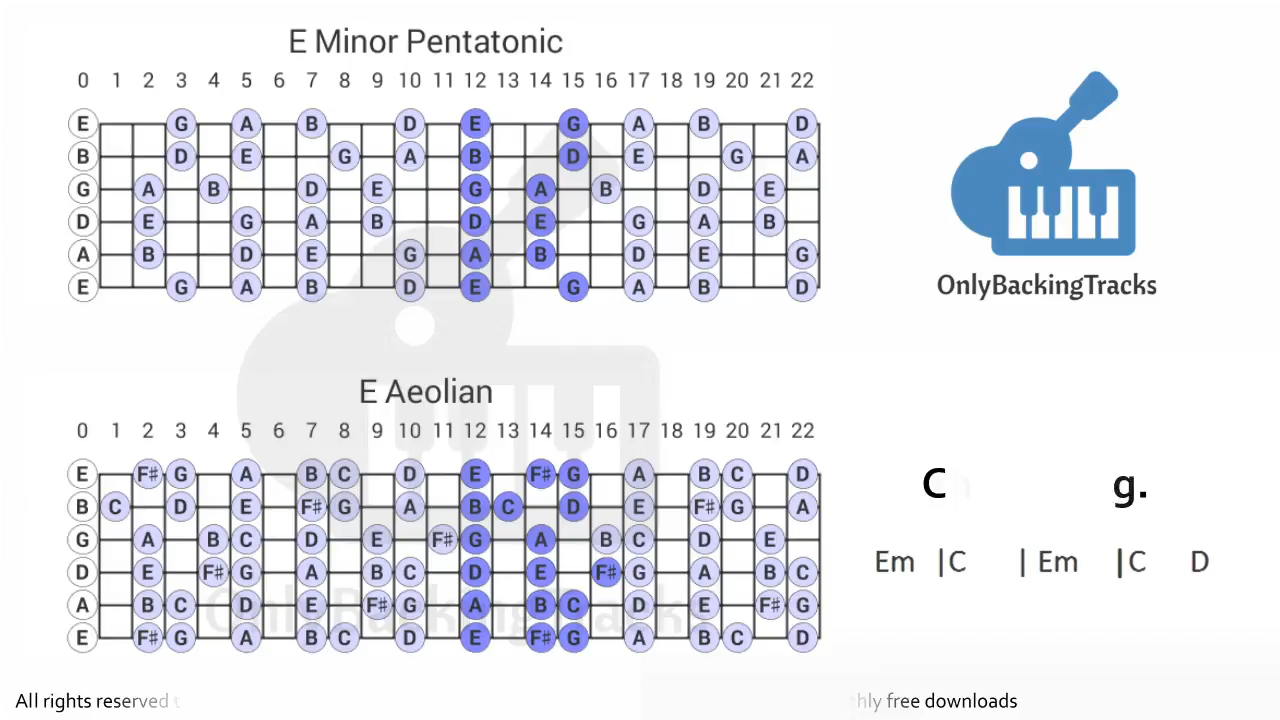 E Minor Pentatonic
0 1 2 3 4 5 6 7 8 9 10 11 12 13 14 15 16 17 18 19 20 21 22
E G A B D E G A B D
B D E G A B D E G A
G A B D E G A B D E
D E G A B D E G A B
A B D E G A B D E G
E G A B D E G A B D
OnlyBackingTracks
E Aeolian
0 1 2 3 4 5 6 7 8 9 10 11 12 13 14 15 16 17 18 19 20 21 22
E F# G A B C D E F# G A B C D
B C D E F# G A B C D E F# G A
G A B C D E F# G A B C D E
D E F# G A B C D E F# G A B C
A B C D E F# G A B C D E F# G
E F# G A B C D E F# G A B C D
C g.
Em |C | Em |C D
OnlyBackingTracks
All rights reserved free downloads